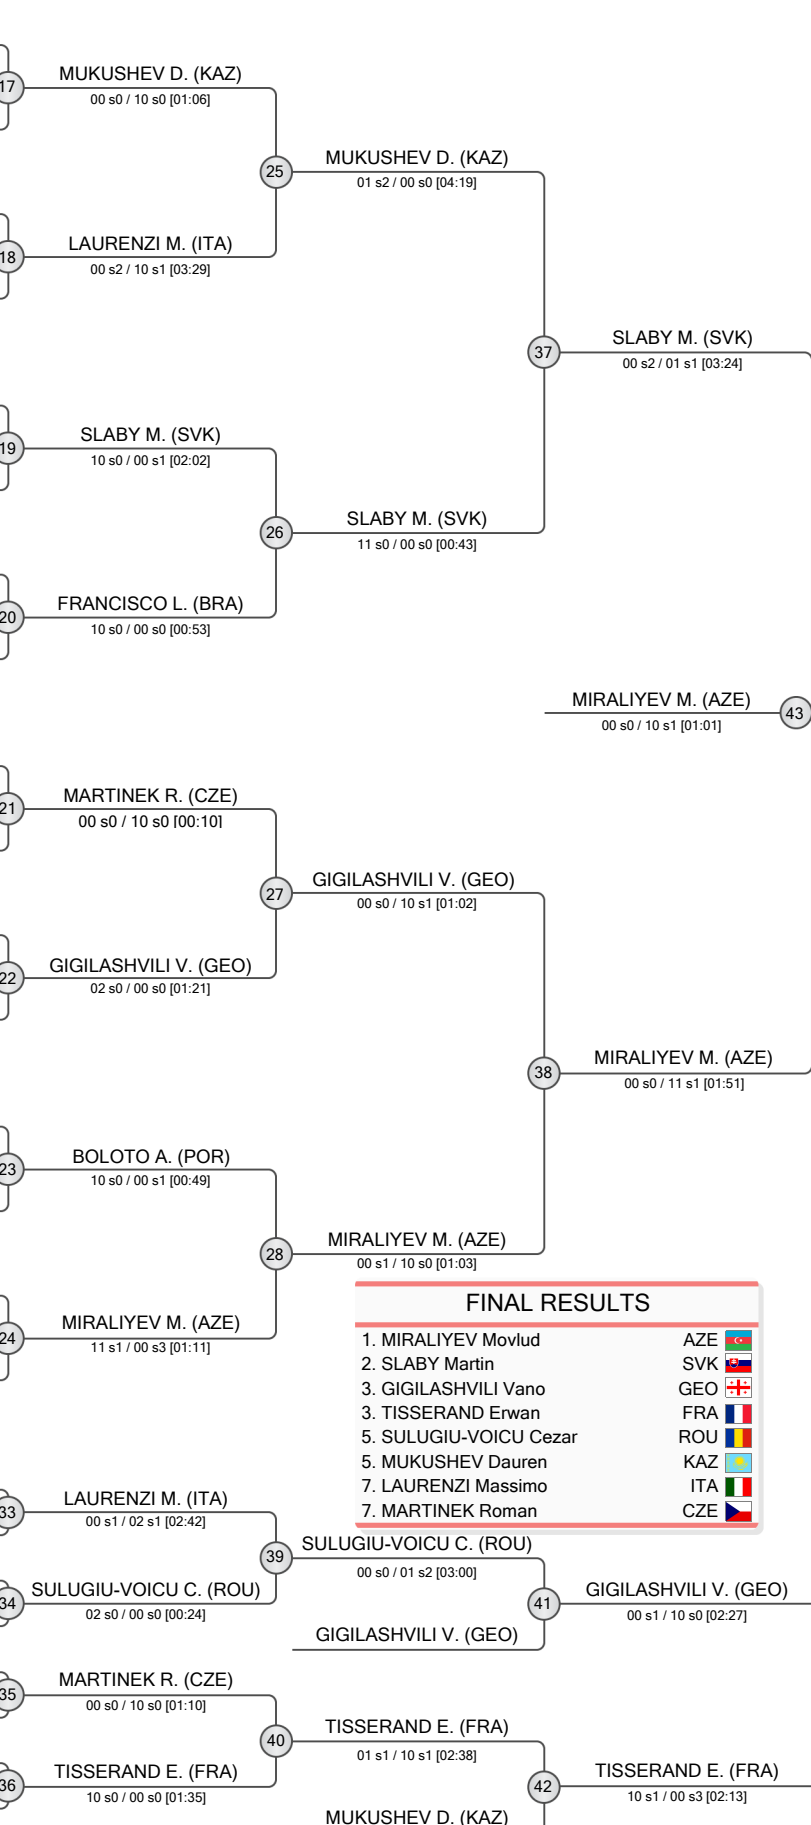 17
MUKUSHEV D. (KAZ)
00 s0 / 10 s0 [01:06]
25
MUKUSHEV D. (KAZ)
01 s2 / 00 s0 [04:19]
18
LAURENZI M. (ITA)
00 s2 / 10 s1 [03:29]
37
SLABY M. (SVK)
00 s2 / 01 s1 [03:24]
19
SLABY M. (SVK)
10 s0 / 00 s1 [02:02]
26
SLABY M. (SVK)
11 s0 / 00 s0 [00:43]
20
FRANCISCO L. (BRA)
10 s0 / 00 s0 [00:53]
MIRALIYEV M. (AZE)
43
00 s0 / 10 s1 [01:01]
21
MARTINEK R. (CZE)
00 s0 / 10 s0 [00:10]
27
GIGILASHVILI V. (GEO)
00 s0 / 10 s1 [01:02]
22
GIGILASHVILI V. (GEO)
02 s0 / 00 s0 [01:21]
38
MIRALIYEV M. (AZE)
00 s0 / 11 s1 [01:51]
23
BOLOTO A. (POR)
10 s0 / 00 s1 [00:49]
28
MIRALIYEV M. (AZE)
00 s1 / 10 s0 [01:03]
24
MIRALIYEV M. (AZE)
11 s1 / 00 s3 [01:11]
FINAL RESULTS
1. MIRALIYEV Movlud AZE
2. SLABY Martin SVK
3. GIGILASHVILI Vano GEO
3. TISSERAND Erwan FRA
5. SULUGIU-VOICU Cezar ROU
5. MUKUSHEV Dauren KAZ
7. LAURENZI Massimo ITA
7. MARTINEK Roman CZE
33
LAURENZI M. (ITA)
00 s1 / 02 s1 [02:42]
39
SULUGIU-VOICU C. (ROU)
00 s0 / 01 s2 [03:00]
34
SULUGIU-VOICU C. (ROU)
02 s0 / 00 s0 [00:24]
41
GIGILASHVILI V. (GEO)
00 s1 / 10 s0 [02:27]
GIGILASHVILI V. (GEO)
35
MARTINEK R. (CZE)
00 s0 / 10 s0 [01:10]
40
TISSERAND E. (FRA)
01 s1 / 10 s1 [02:38]
36
TISSERAND E. (FRA)
10 s0 / 00 s0 [01:35]
42
TISSERAND E. (FRA)
10 s1 / 00 s3 [02:13]
MUKUSHEV D. (KAZ)